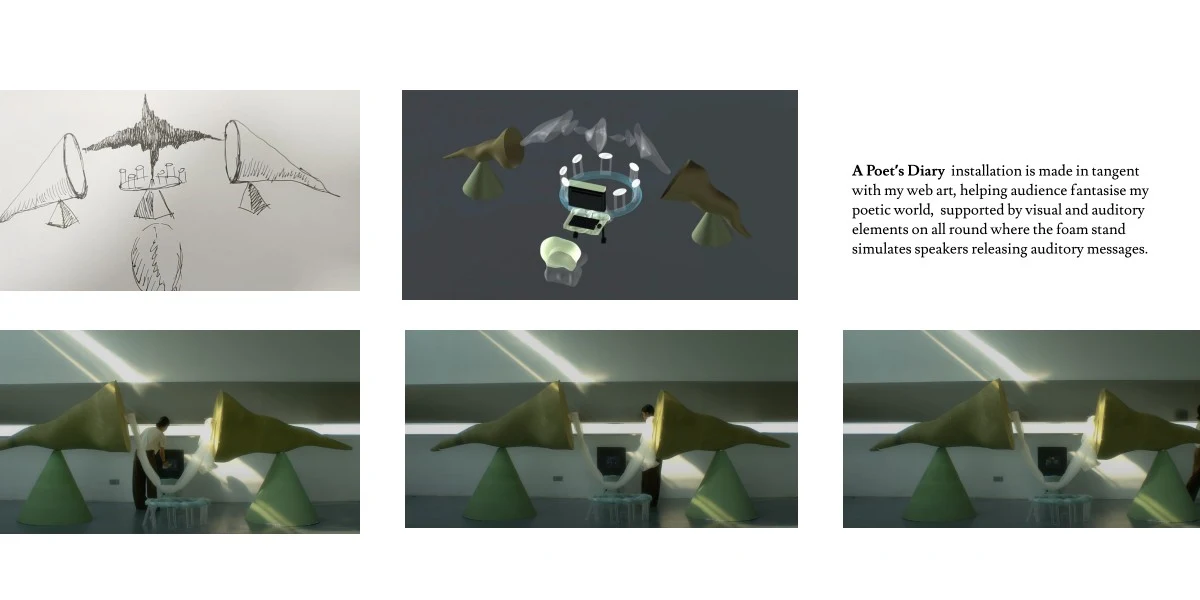 A Poet's Diary installation is made in tangent
with my web art, helping audience fantasise my
poetic world, supported by visual and auditory
elements on all round where the foam stand
simulates speakers releasing auditory messages.